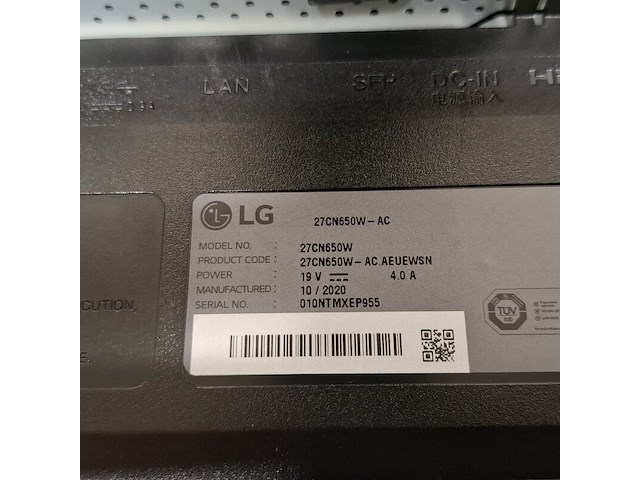 LAN
SFP
DC-IN
电源输入
LG
27CN650W-AC
MODEL NO. : 27CN650W
PRODUCT CODE : 27CN650W-AC.AEUEWSN
POWER : 19 V ⎓ 4.0 A
MANUFACTURED : 10 / 2020
SERIAL NO. : 010NTMXEP955
TÜV